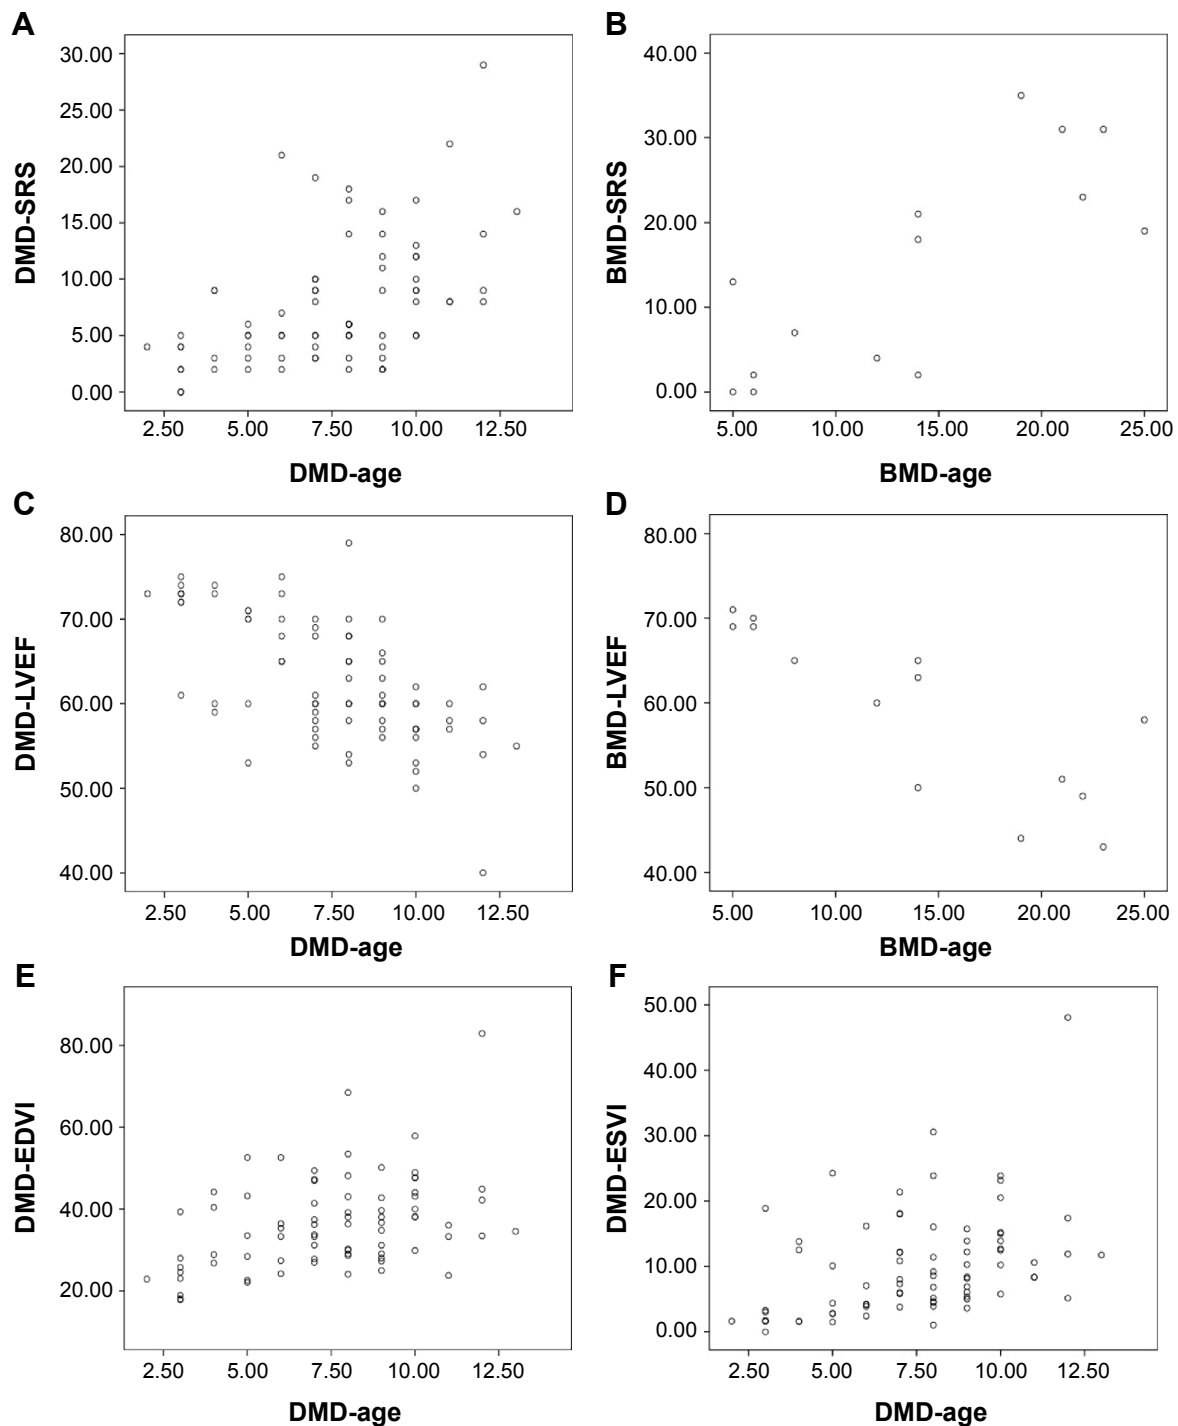 A
DMD-SRS
30.00
25.00
20.00
15.00
10.00
5.00
0.00
2.50 5.00 7.50 10.00 12.50
DMD-age
B
BMD-SRS
40.00
30.00
20.00
10.00
0.00
5.00 10.00 15.00 20.00 25.00
BMD-age
C
DMD-LVEF
80.00
70.00
60.00
50.00
40.00
2.50 5.00 7.50 10.00 12.50
DMD-age
D
BMD-LVEF
80.00
70.00
60.00
50.00
40.00
5.00 10.00 15.00 20.00 25.00
BMD-age
E
DMD-EDVI
80.00
60.00
40.00
20.00
2.50 5.00 7.50 10.00 12.50
DMD-age
F
DMD-ESVI
50.00
40.00
30.00
20.00
10.00
0.00
2.50 5.00 7.50 10.00 12.50
DMD-age